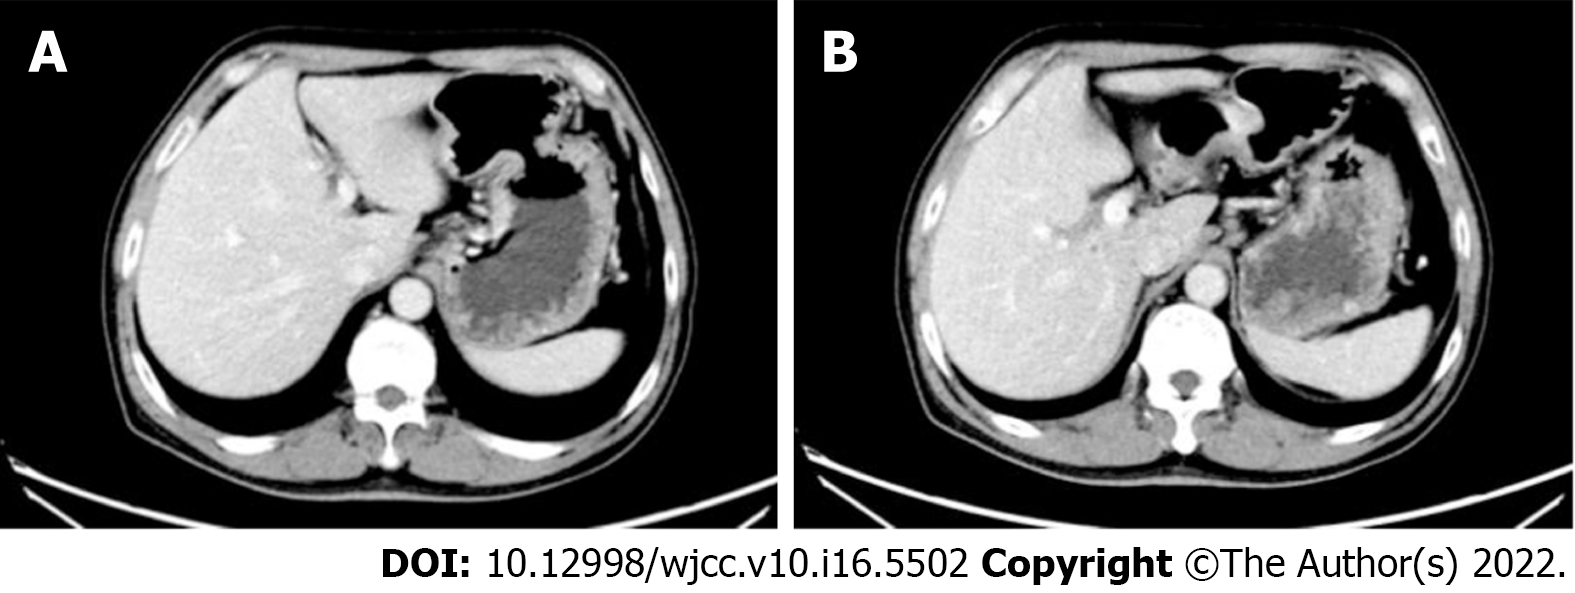 A
B
DOI: 10.12998/wjcc.v10.i16.5502 Copyright ©The Author(s) 2022.